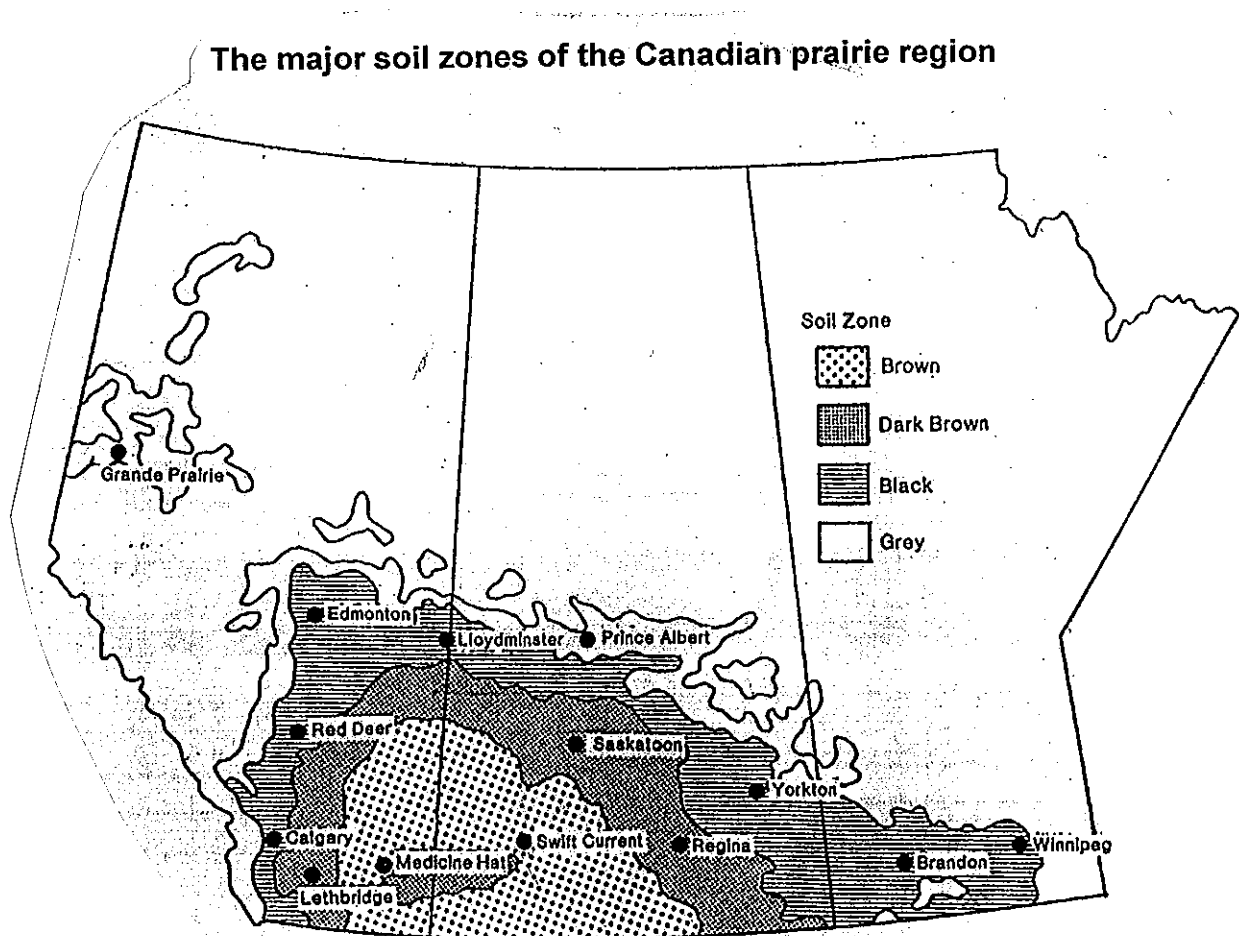 The major soil zones of the Canadian prairie region
Soil Zone
Brown
Dark Brown
Black
Grey
Grande Prairie
Edmonton
Lloydminster
Prince Albert
Red Deer
Saskatoon
Yorkton
Calgary
Swift Current
Regina
Winnipeg
Medicine Hat
Brandon
Lethbridge